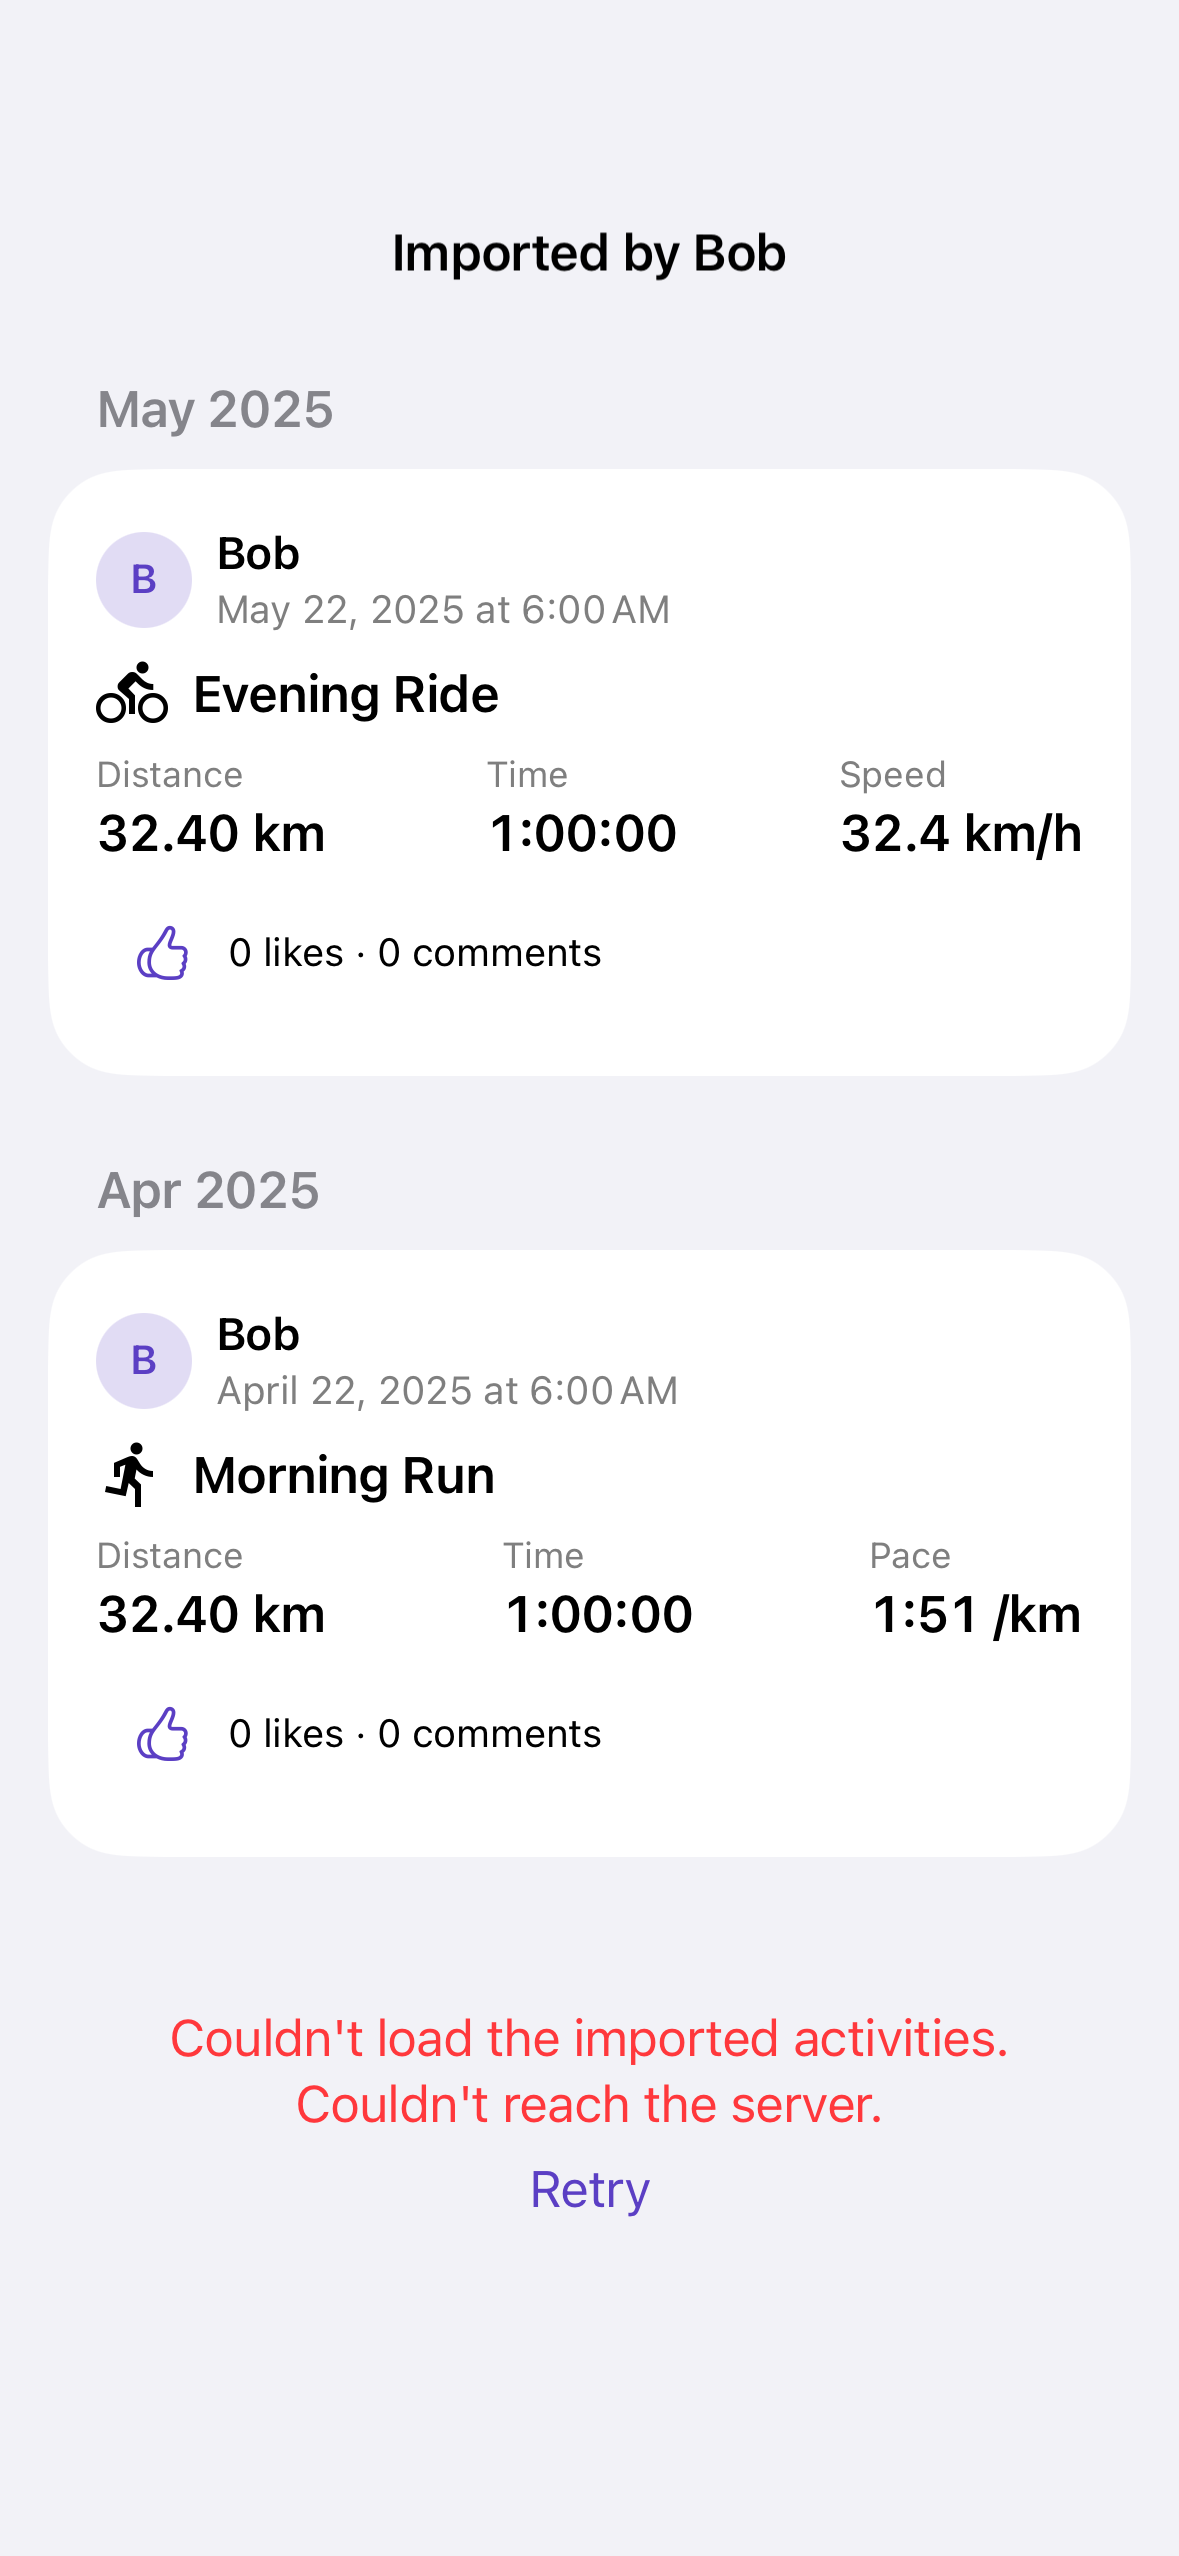 Imported by Bob
May 2025
B
Bob
May 22, 2025 at 6:00 AM
Evening Ride
Distance Time Speed
32.40 km 1:00:00 32.4 km/h
0 likes · 0 comments
Apr 2025
B
Bob
April 22, 2025 at 6:00 AM
Morning Run
Distance Time Pace
32.40 km 1:00:00 1:51 /km
0 likes · 0 comments
Couldn't load the imported activities.
Couldn't reach the server.
Retry